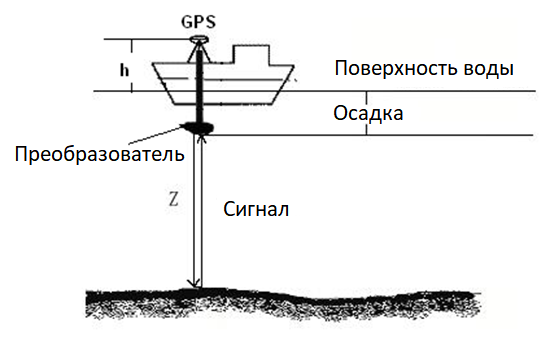 GPS
h
Поверхность воды
Осадка
Преобразователь
Z
Сигнал